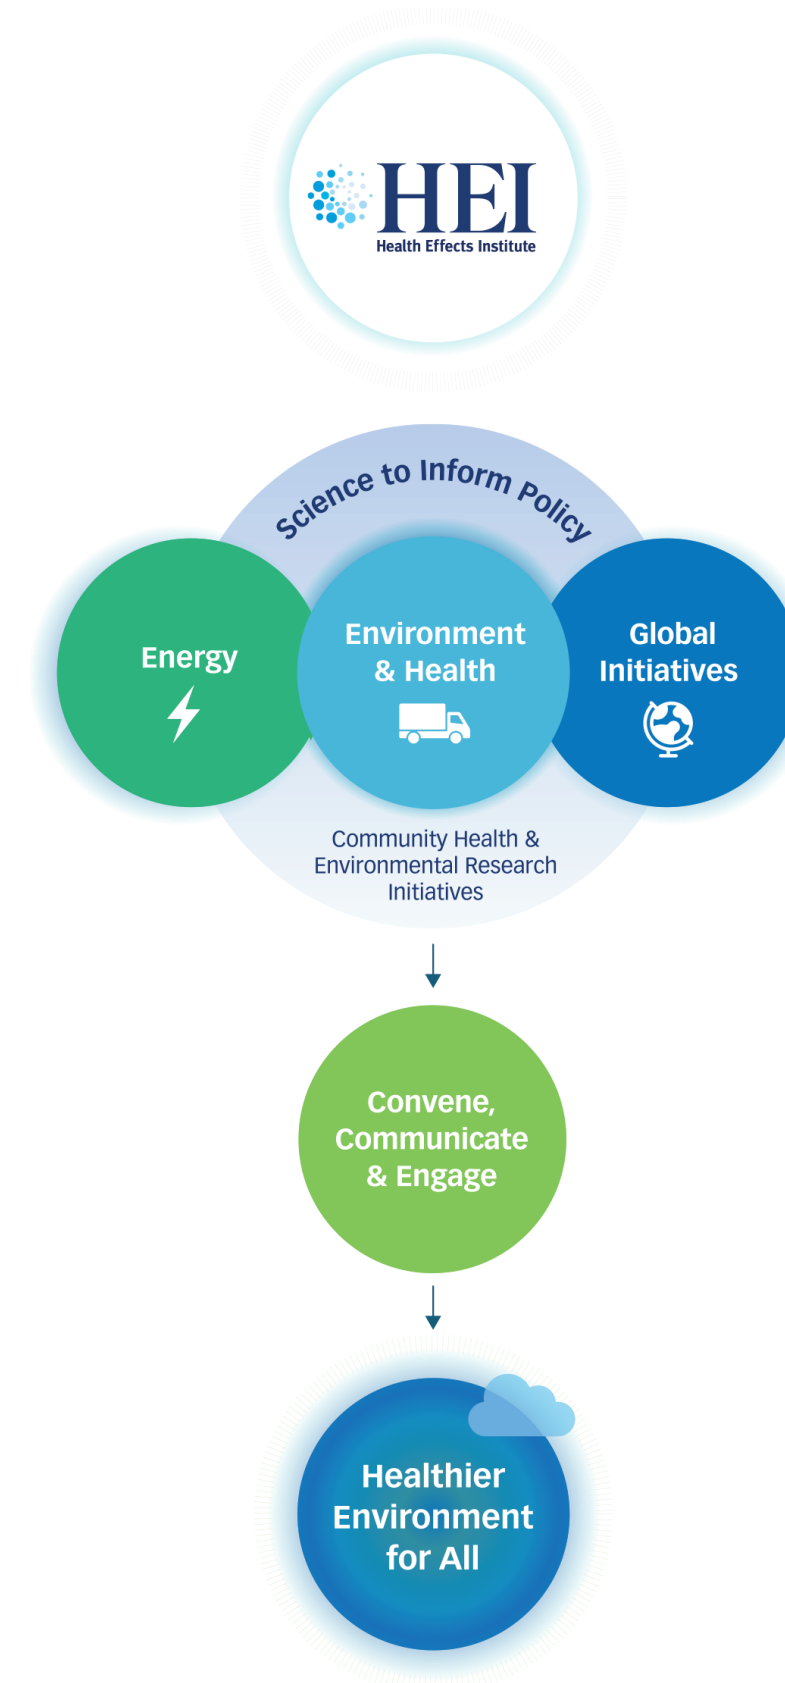 HEI
Health Effects Institute
Science to Inform Policy
Energy
Environment
& Health
Global
Initiatives
Community Health &
Environmental Research
Initiatives
Convene,
Communicate
& Engage
Healthier
Environment
for All